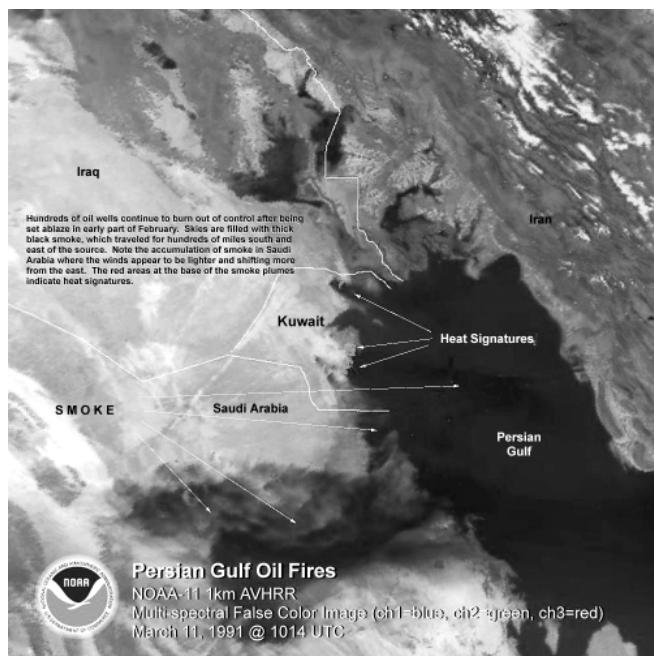 Iraq
Iran
Hundreds of oil wells continue to burn out of control after being
set ablaze in early part of February. Skies are filled with thick
black smoke, which traveled for hundreds of miles south and
east of the source. Note the accumulation of smoke in Saudi
Arabia where the winds appear to be lighter and shifting more
from the east. The red areas at the base of the smoke plumes
indicate heat signatures.
Kuwait
Heat Signatures
SMOKE
Saudi Arabia
Persian
Gulf
NOAA
Persian Gulf Oil Fires
NOAA-11 1km AVHRR
Multi-spectral False Color Image (ch1=blue, ch2=green, ch3=red)
March 11, 1991 @ 1014 UTC